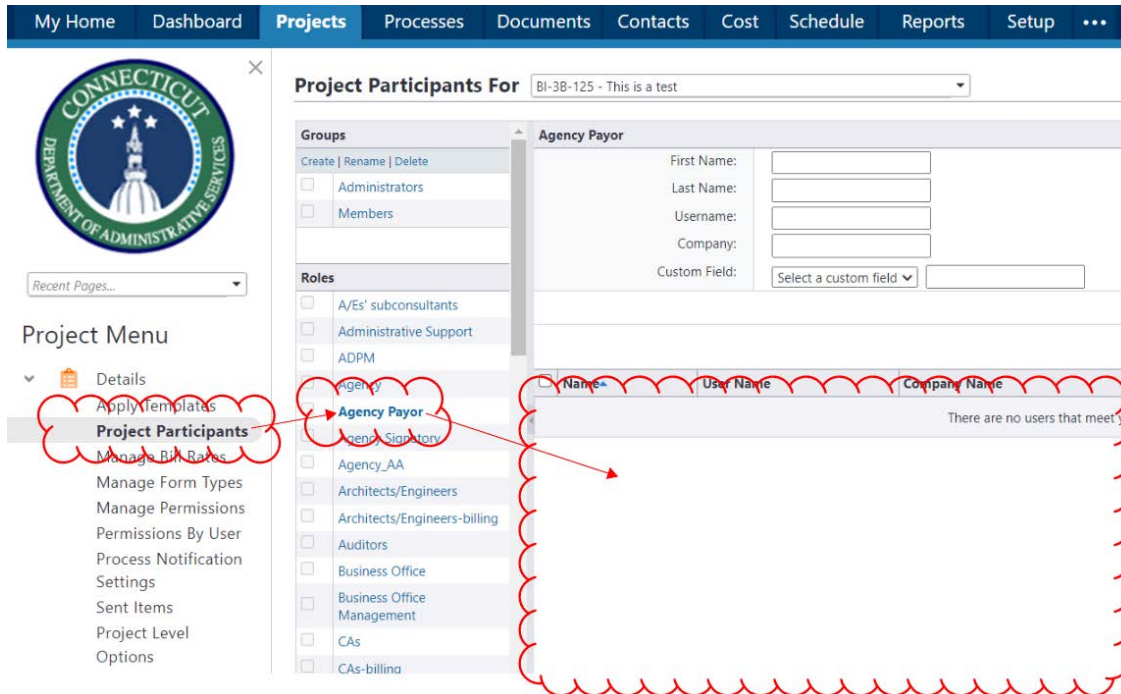 My Home Dashboard Projects Processes Documents Contacts Cost Schedule Reports Setup •••
CONNECTICUT
DEPARTMENT OF ADMINISTRATIVE SERVICES
Recent Pages...
Project Menu
Details
Apply Templates
Project Participants
Manage Bill Rates
Manage Form Types
Manage Permissions
Permissions By User
Process Notification
Settings
Sent Items
Project Level
Options
Project Participants For BI-3B-125 - This is a test
Groups
Create | Rename | Delete
Administrators
Members
Roles
A/Es' subconsultants
Administrative Support
ADPM
Agency
Agency Payor
Agency Signatory
Agency_AA
Architects/Engineers
Architects/Engineers-billing
Auditors
Business Office
Business Office
Management
CAs
CAs-billing
Agency Payor
First Name:
Last Name:
Username:
Company:
Custom Field: Select a custom field
Name User Name Company Name
There are no users that meet y